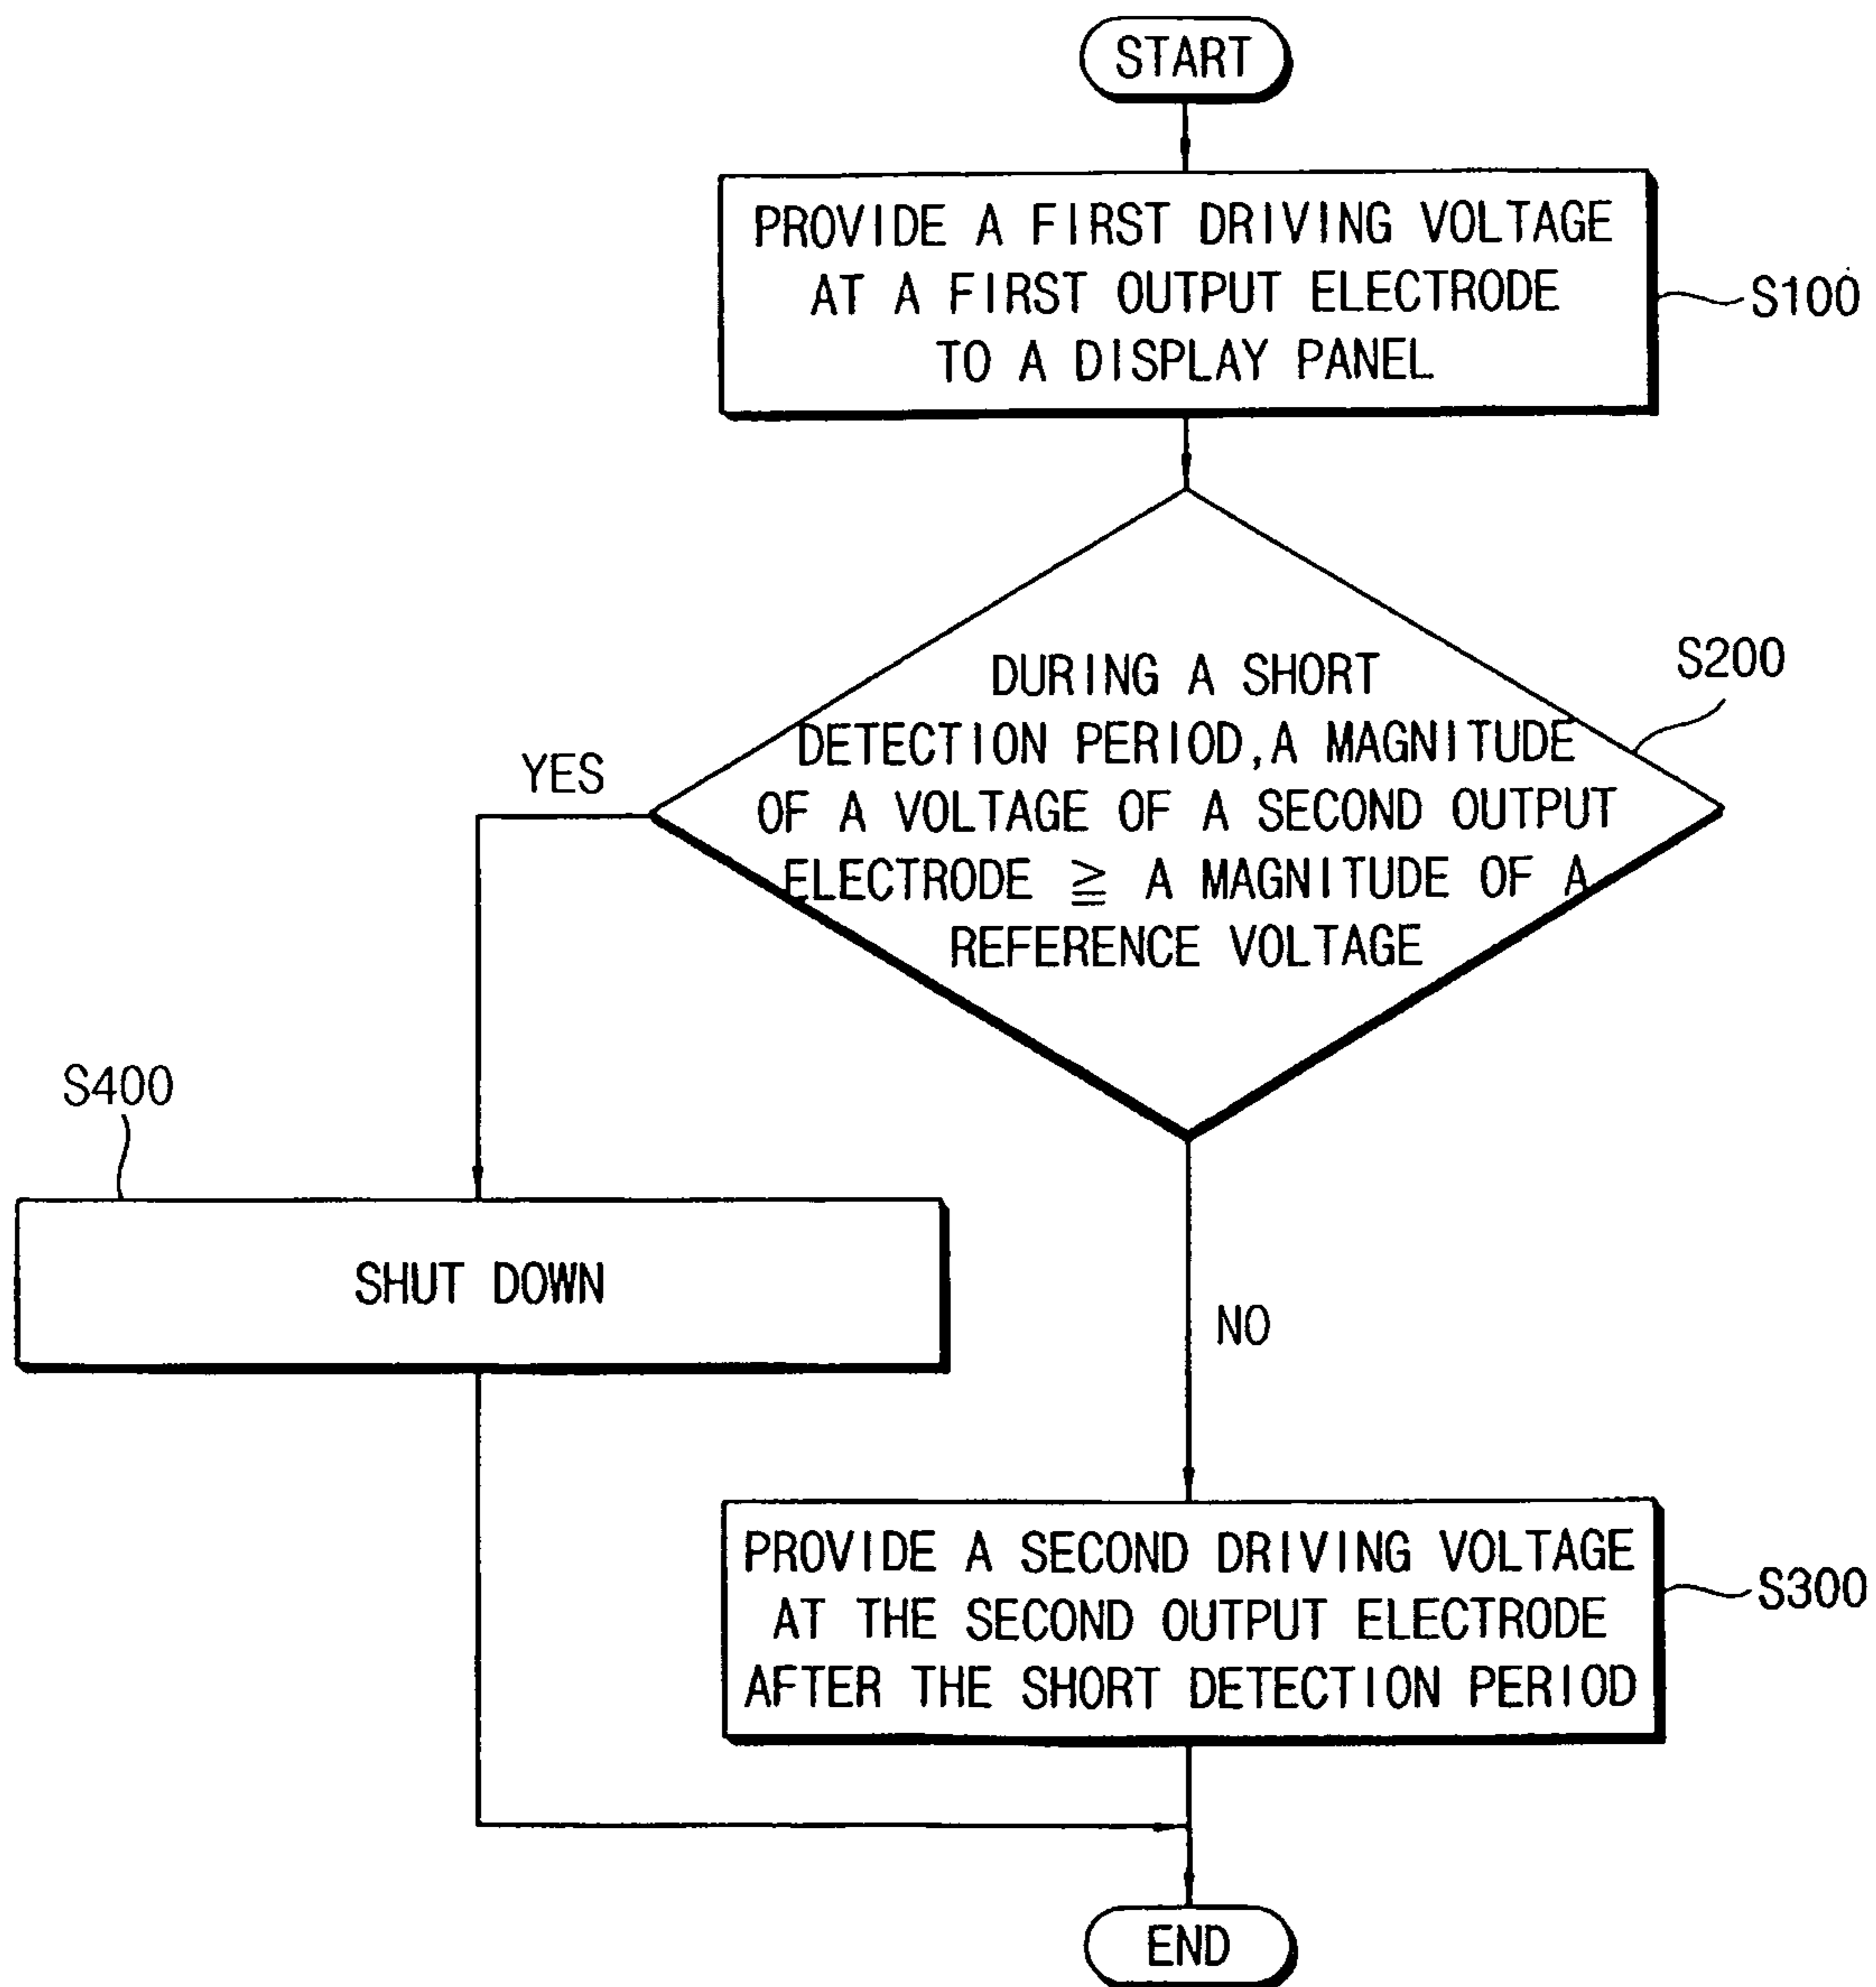 START
PROVIDE A FIRST DRIVING VOLTAGE
AT A FIRST OUTPUT ELECTRODE
TO A DISPLAY PANEL
S100
DURING A SHORT
DETECTION PERIOD, A MAGNITUDE
OF A VOLTAGE OF A SECOND OUTPUT
ELECTRODE ≧ A MAGNITUDE OF A
REFERENCE VOLTAGE
S200
YES
S400
SHUT DOWN
NO
PROVIDE A SECOND DRIVING VOLTAGE
AT THE SECOND OUTPUT ELECTRODE
AFTER THE SHORT DETECTION PERIOD
S300
END